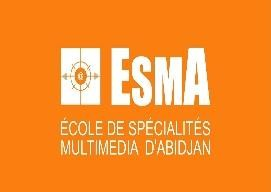 ESMA
ÉCOLE DE SPÉCIALITÉS
MULTIMEDIA D'ABIDJAN